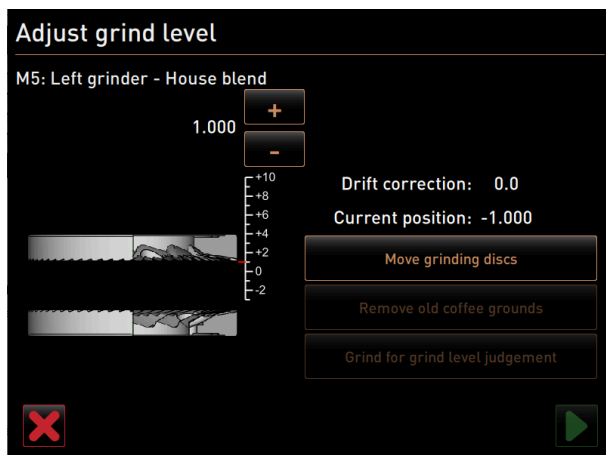 Adjust grind level
M5: Left grinder - House blend
+
1.000
-
+10
+8
+6
+4
+2
0
-2
Drift correction: 0.0
Current position: -1.000
Move grinding discs
Remove old coffee grounds
Grind for grind level judgement